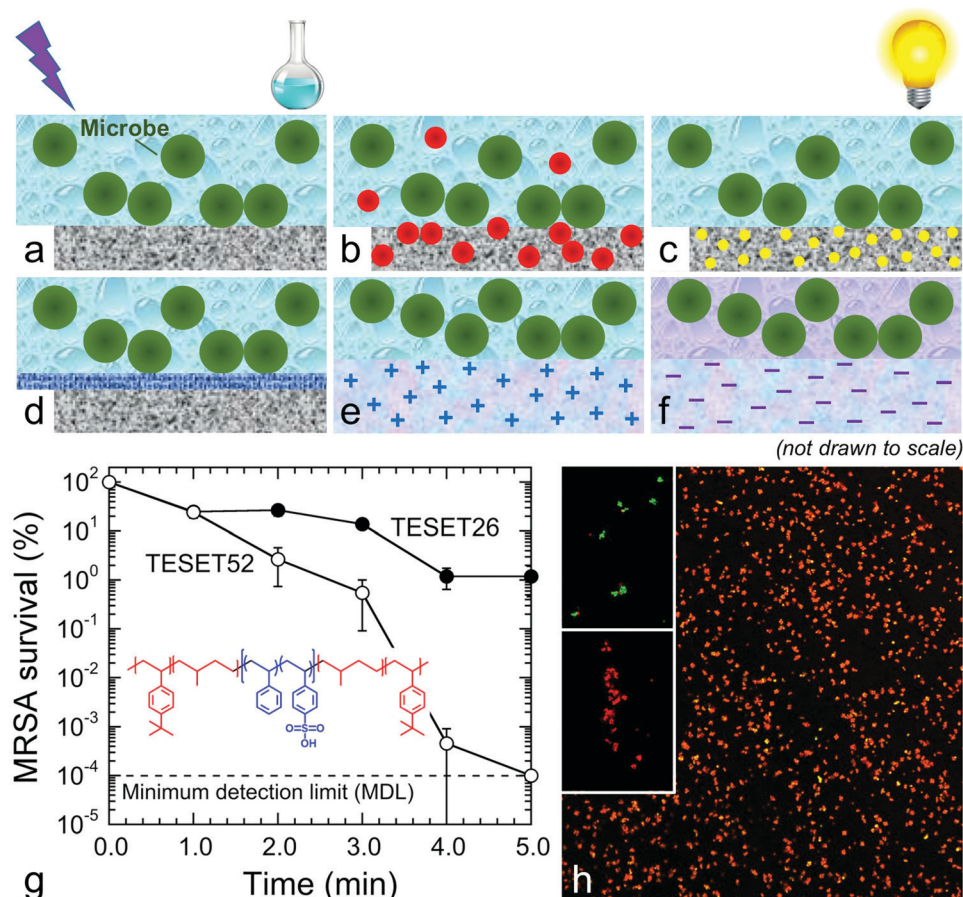 Microbe
a
b
c
d
e
f
(not drawn to scale)
MRSA survival (%)
10²
10¹
10⁰
10⁻¹
10⁻²
10⁻³
10⁻⁴
10⁻⁵
TESET26
TESET52
O=S=O
OH
Minimum detection limit (MDL)
0.0 1.0 2.0 3.0 4.0 5.0
Time (min)
g
h